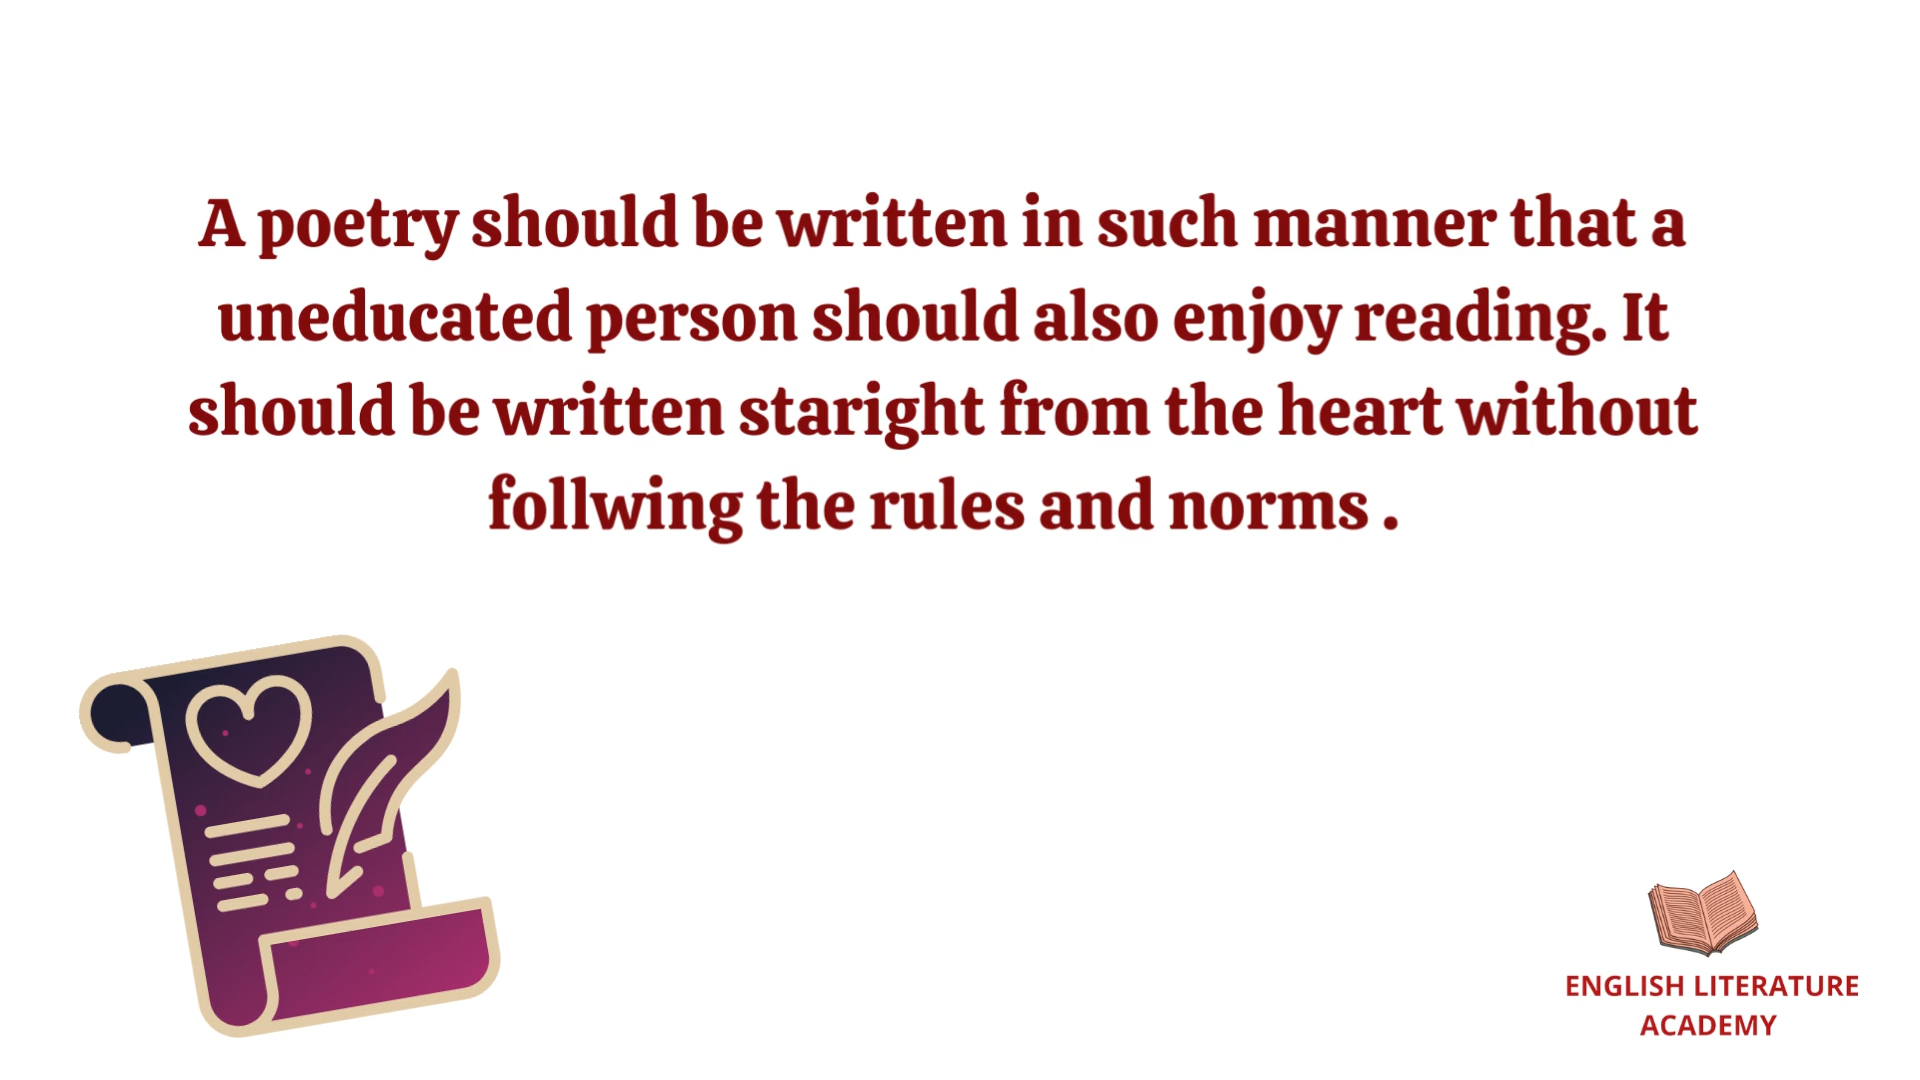 A poetry should be written in such manner that a
uneducated person should also enjoy reading. It
should be written staright from the heart without
follwing the rules and norms .
ENGLISH LITERATURE
ACADEMY